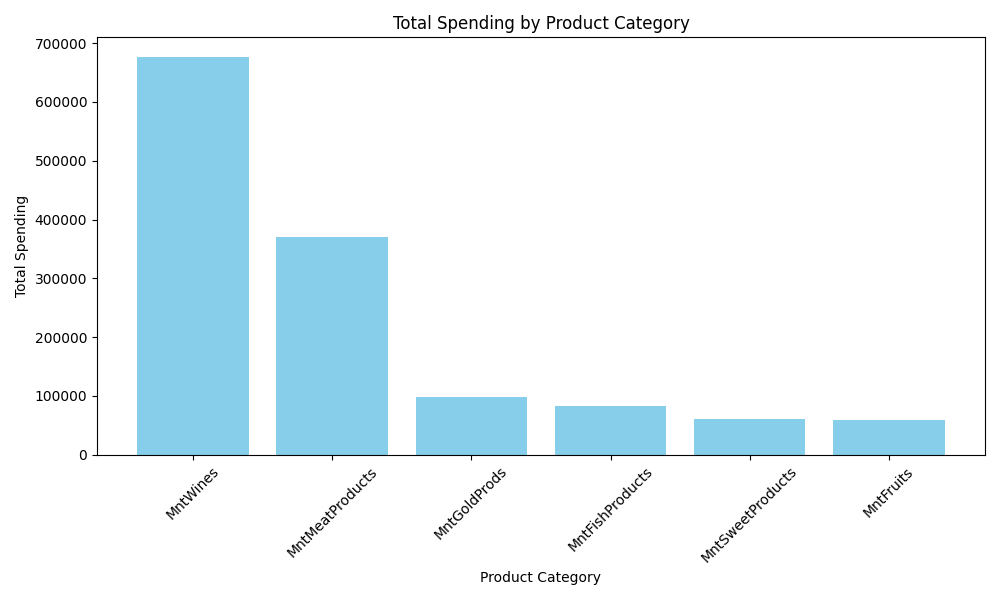 Total Spending by Product Category
Total Spending
700000
600000
500000
400000
300000
200000
100000
0
MntWines
MntMeatProducts
MntGoldProds
MntFishProducts
MntSweetProducts
MntFruits
Product Category